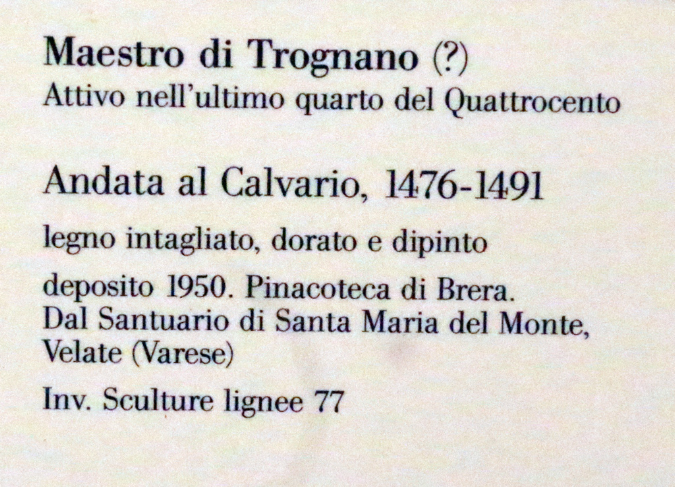 Maestro di Trognano (?)
Attivo nell'ultimo quarto del Quattrocento
Andata al Calvario, 1476-1491
legno intagliato, dorato e dipinto
deposito 1950. Pinacoteca di Brera.
Dal Santuario di Santa Maria del Monte,
Velate (Varese)
Inv. Sculture lignee 77